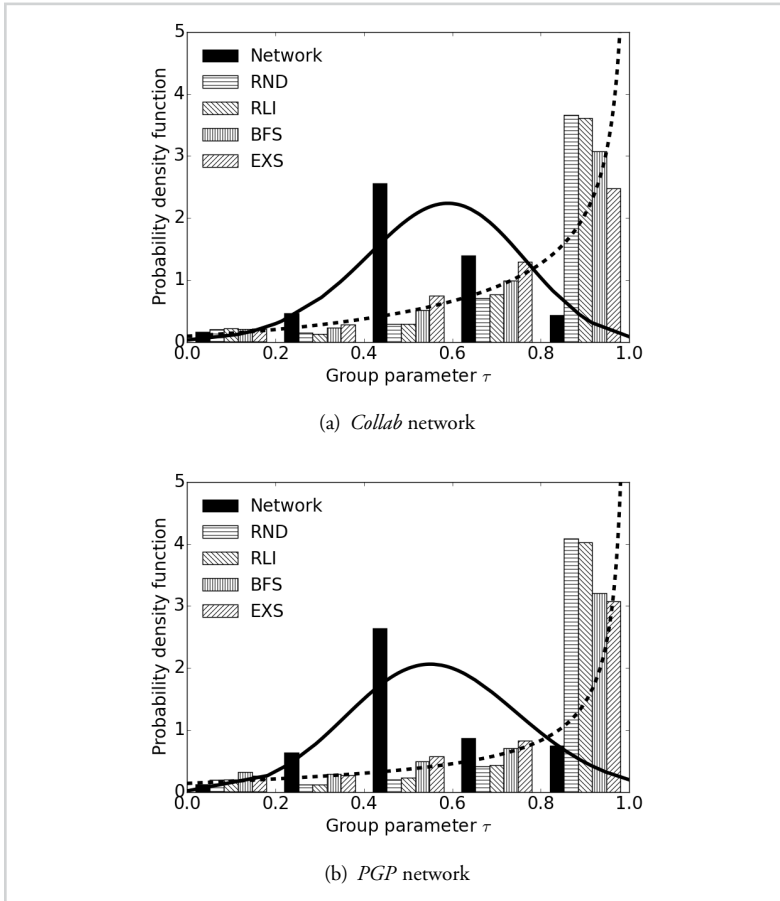 5
4
3
2
1
0
Probability density function
Network
RND
RLI
BFS
EXS
0.0 0.2 0.4 0.6 0.8 1.0
Group parameter τ
(a) Collab network
5
4
3
2
1
0
Probability density function
Network
RND
RLI
BFS
EXS
0.0 0.2 0.4 0.6 0.8 1.0
Group parameter τ
(b) PGP network